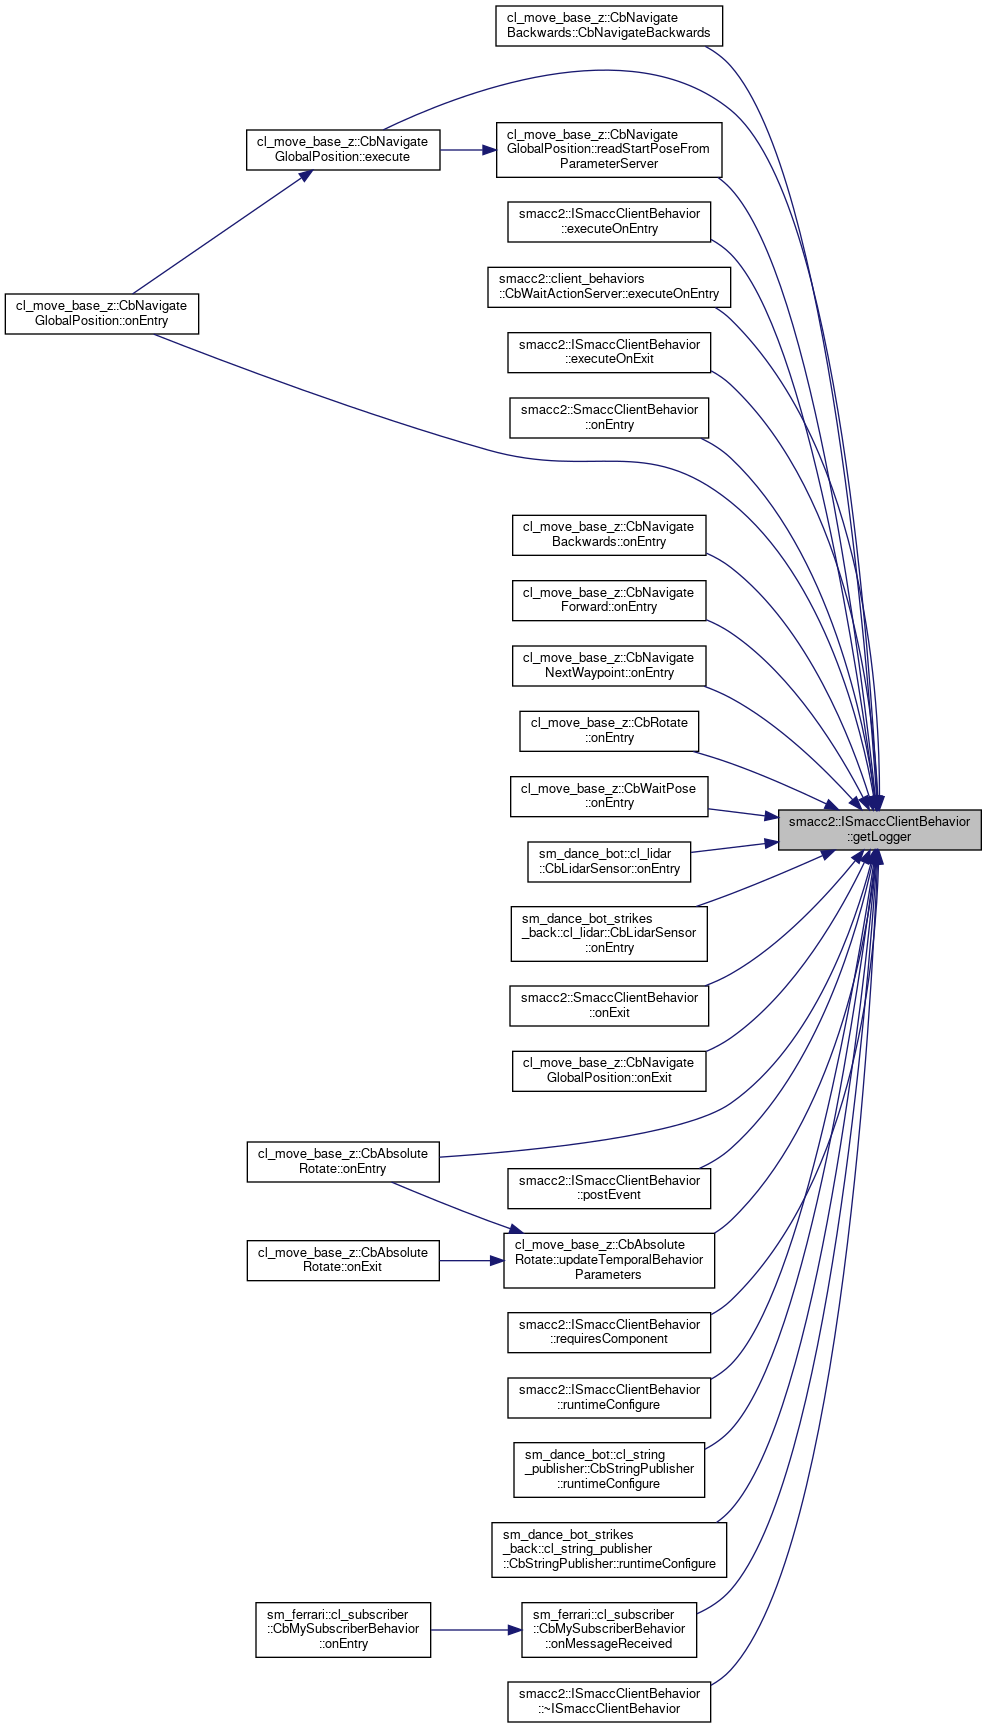 cl_move_base_z::CbNavigate
Backwards::CbNavigateBackwards
cl_move_base_z::CbNavigate
GlobalPosition::execute
cl_move_base_z::CbNavigate
GlobalPosition::readStartPoseFrom
ParameterServer
smacc2::ISmaccClientBehavior
::executeOnEntry
smacc2::client_behaviors
::CbWaitActionServer::executeOnEntry
cl_move_base_z::CbNavigate
GlobalPosition::onEntry
smacc2::ISmaccClientBehavior
::executeOnExit
smacc2::SmaccClientBehavior
::onEntry
cl_move_base_z::CbNavigate
Backwards::onEntry
cl_move_base_z::CbNavigate
Forward::onEntry
cl_move_base_z::CbNavigate
NextWaypoint::onEntry
cl_move_base_z::CbRotate
::onEntry
cl_move_base_z::CbWaitPose
::onEntry
smacc2::ISmaccClientBehavior
::getLogger
sm_dance_bot::cl_lidar
::CbLidarSensor::onEntry
sm_dance_bot_strikes
_back::cl_lidar::CbLidarSensor
::onEntry
smacc2::SmaccClientBehavior
::onExit
cl_move_base_z::CbNavigate
GlobalPosition::onExit
cl_move_base_z::CbAbsolute
Rotate::onEntry
smacc2::ISmaccClientBehavior
::postEvent
cl_move_base_z::CbAbsolute
Rotate::onExit
cl_move_base_z::CbAbsolute
Rotate::updateTemporalBehavior
Parameters
smacc2::ISmaccClientBehavior
::requiresComponent
smacc2::ISmaccClientBehavior
::runtimeConfigure
sm_dance_bot::cl_string
_publisher::CbStringPublisher
::runtimeConfigure
sm_dance_bot_strikes
_back::cl_string_publisher
::CbStringPublisher::runtimeConfigure
sm_ferrari::cl_subscriber
::CbMySubscriberBehavior
::onEntry
sm_ferrari::cl_subscriber
::CbMySubscriberBehavior
::onMessageReceived
smacc2::ISmaccClientBehavior
::~ISmaccClientBehavior